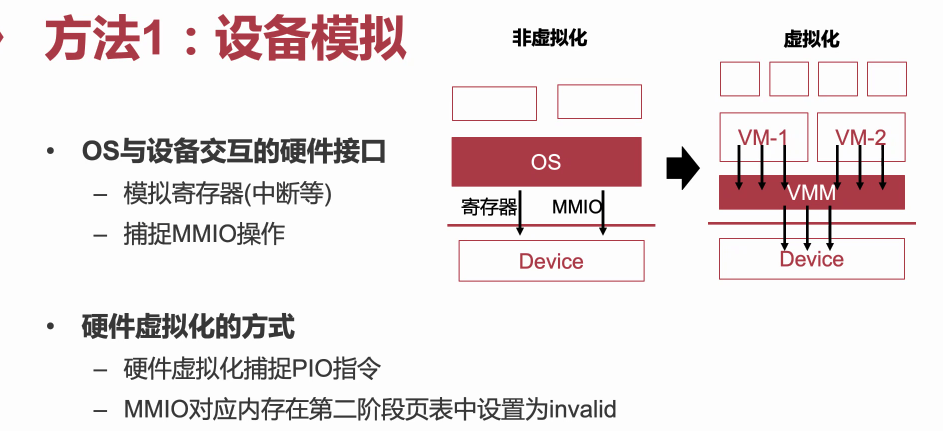 方法1：设备模拟
• OS与设备交互的硬件接口
– 模拟寄存器(中断等)
– 捕捉MMIO操作
• 硬件虚拟化的方式
– 硬件虚拟化捕捉PIO指令
– MMIO对应内存在第二阶段页表中设置为invalid
非虚拟化
OS
寄存器 MMIO
Device
虚拟化
VM-1 VM-2
VMM
Device